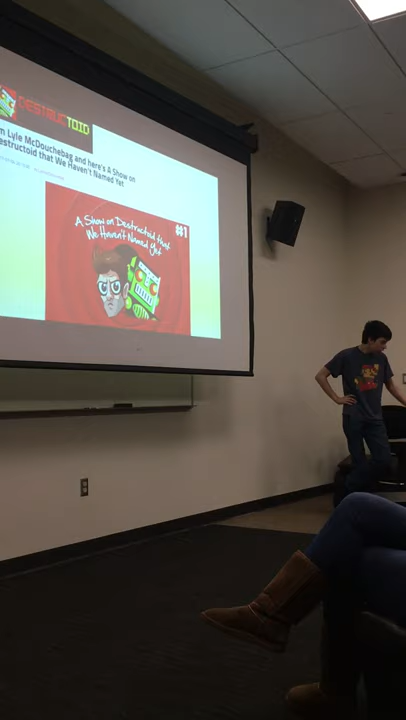 DESTRUCTOID
m Lyle McDouchebag and here's A Show on
estructoid that We Haven't Named Yet
A Show on Destructoid that
We Haven't Named Yet
#1